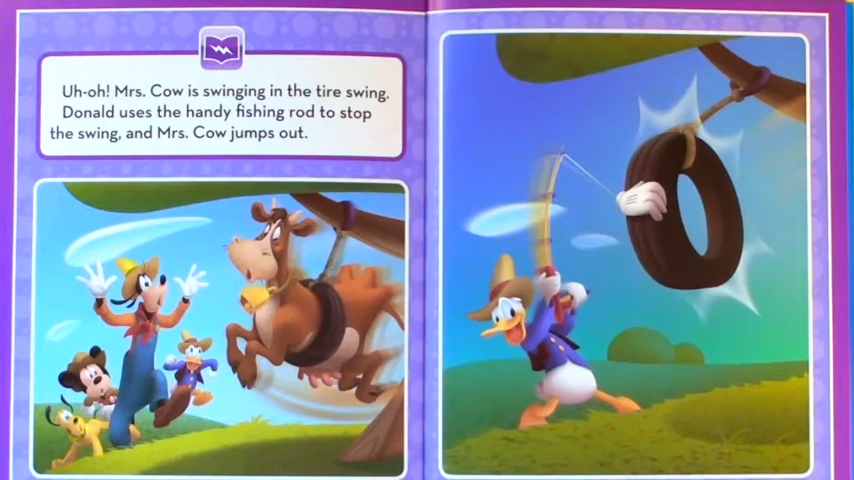 Uh-oh! Mrs. Cow is swinging in the tire swing.
Donald uses the handy fishing rod to stop
the swing, and Mrs. Cow jumps out.